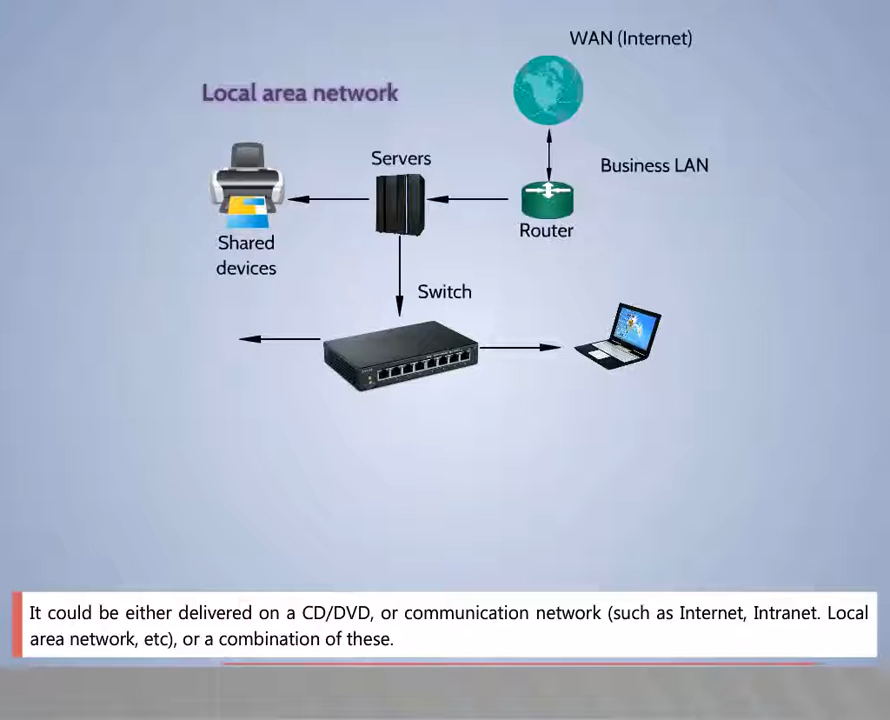 WAN (Internet)
Local area network
Servers
Business LAN
Router
Shared
devices
Switch
It could be either delivered on a CD/DVD, or communication network (such as Internet, Intranet. Local
area network, etc), or a combination of these.